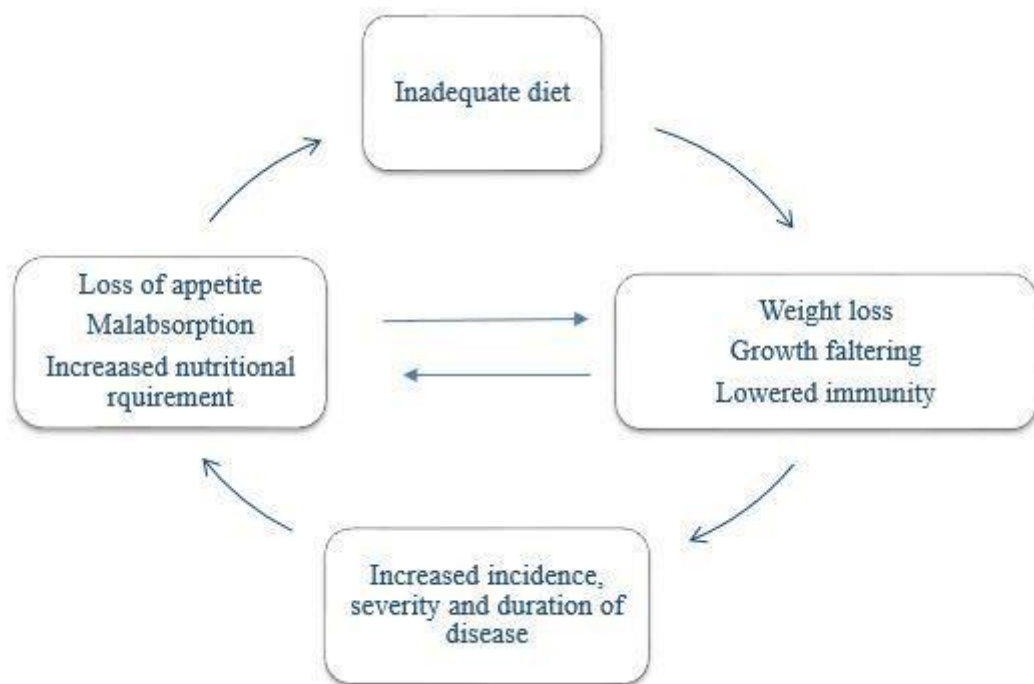 Inadequate diet
Loss of appetite
Malabsorption
Increaased nutritional
rquirement
Weight loss
Growth faltering
Lowered immunity
Increased incidence,
severity and duration of
disease